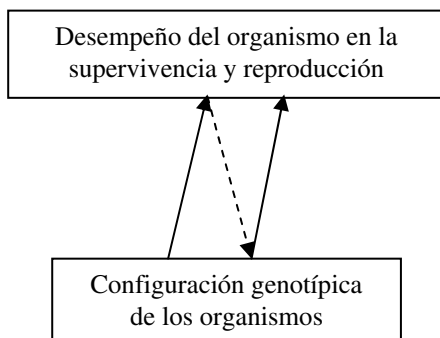 Desempeño del organismo en la
supervivencia y reproducción
Configuración genotípica
de los organismos